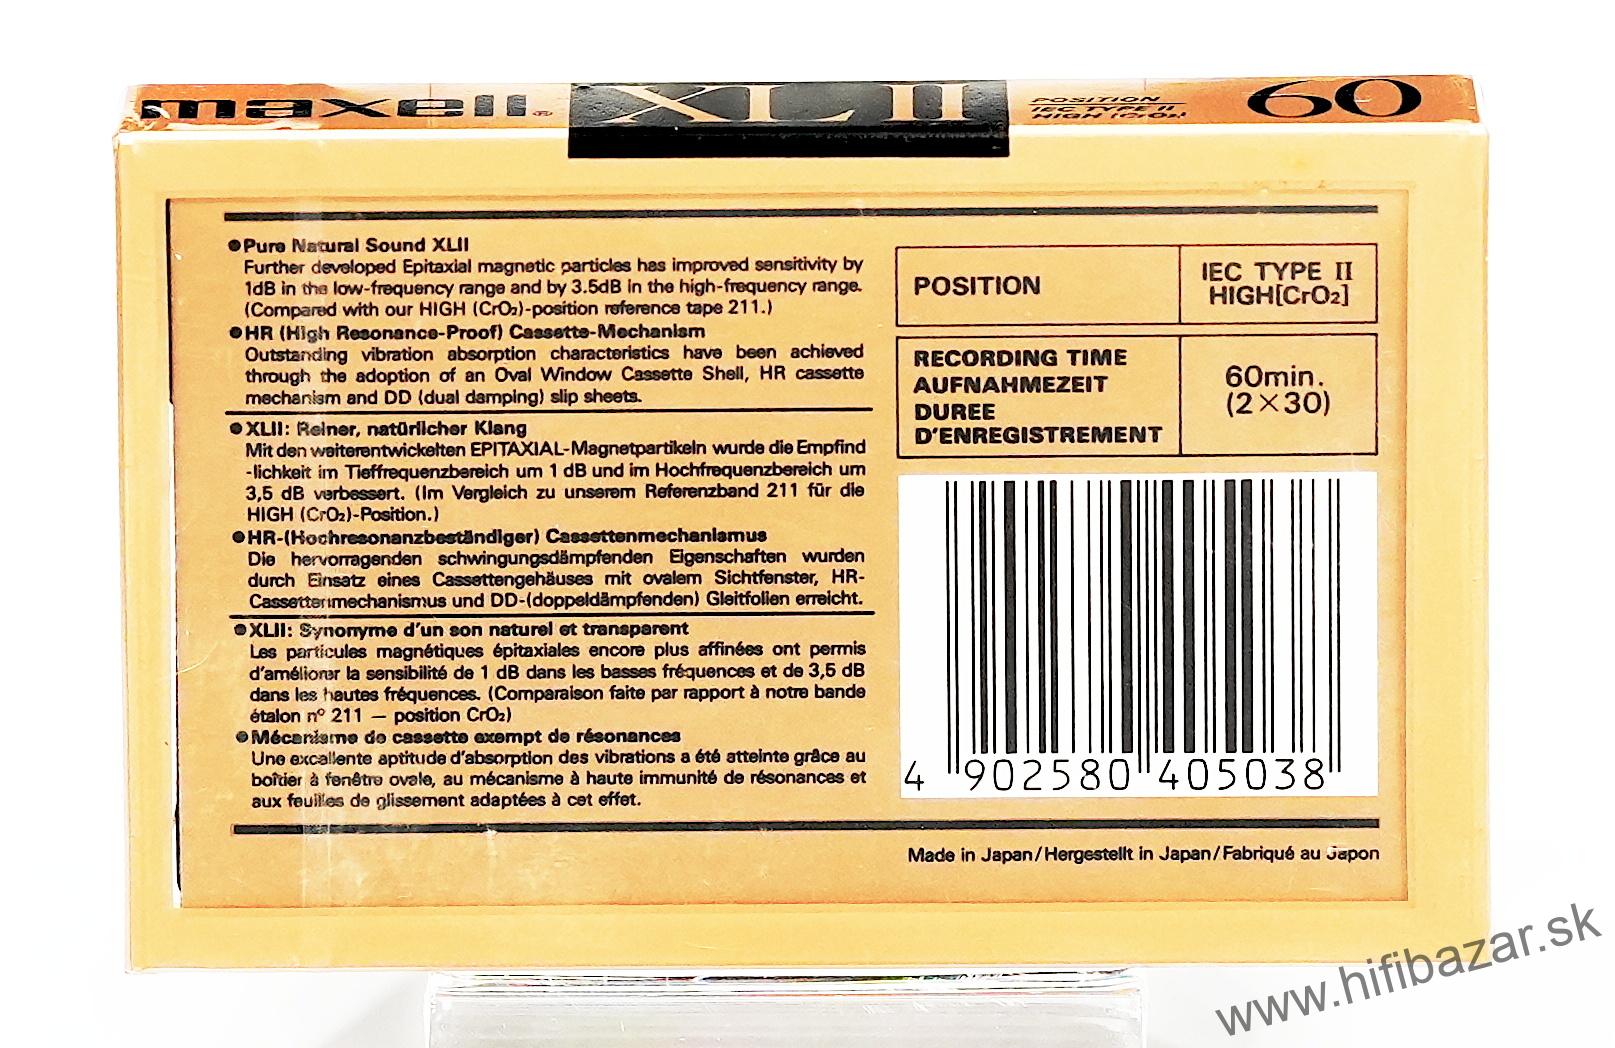 maxell® XLII POSITION IEC TYPE II HIGH (CrO₂) 60
●Pure Natural Sound XLII
Further developed Epitaxial magnetic particles has improved sensitivity by
1dB in the low-frequency range and by 3.5dB in the high-frequency range.
(Compared with our HIGH (CrO₂)-position reference tape 211.)
●HR (High Resonance-Proof) Cassette-Mechanism
Outstanding vibration absorption characteristics have been achieved
through the adoption of an Oval Window Cassette Shell, HR cassette
mechanism and DD (dual damping) slip sheets.
●XLII: Reiner, natürlicher Klang
Mit den weiterentwickelten EPITAXIAL-Magnetpartikeln wurde die Empfind
-lichkeit im Tieffrequenzbereich um 1 dB und im Hochfrequenzbereich um
3,5 dB verbessert. (Im Vergleich zu unserem Referenzband 211 für die
HIGH (CrO₂)-Position.)
●HR-(Hochresonanzbeständiger) Cassettenmechanismus
Die hervorragenden schwingungsdämpfenden Eigenschaften wurden
durch Einsatz eines Cassettengehäuses mit ovalem Sichtfenster, HR-
Cassettenmechanismus und DD-(doppeldämpfenden) Gleitfolien erreicht.
●XLII: Synonyme d'un son naturel et transparent
Les particules magnétiques épitaxiales encore plus affinées ont permis
d'améliorer la sensibilité de 1 dB dans les basses fréquences et de 3,5 dB
dans les hautes fréquences. (Comparaison faite par rapport à notre bande
étalon n° 211 — position CrO₂)
●Mécanisme de cassette exempt de résonances
Une excellente aptitude d'absorption des vibrations a été atteinte grâce au
boîtier à fenêtre ovale, au mécanisme à haute immunité de résonances et
aux feuilles de glissement adaptées à cet effet.
POSITION
IEC TYPE II
HIGH[CrO₂]
RECORDING TIME
AUFNAHMEZEIT
DUREE
D'ENREGISTREMENT
60min.
(2×30)
4 902580 405038
Made in Japan/Hergestellt in Japan/Fabriqué au Japon
www.hifibazar.sk